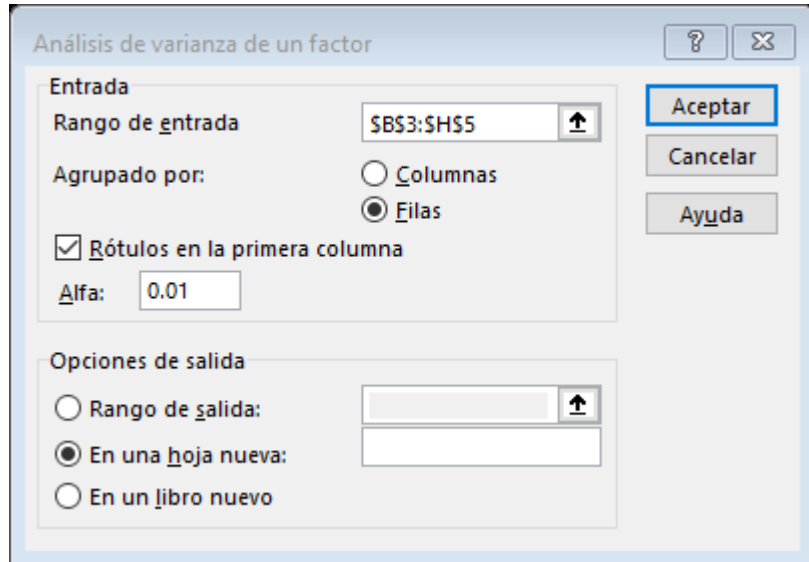 Análisis de varianza de un factor
Entrada
Rango de entrada $B$3:$H$5
Agrupado por: Columnas
Filas
Rótulos en la primera columna
Alfa: 0.01
Aceptar
Cancelar
Ayuda
Opciones de salida
Rango de salida:
En una hoja nueva:
En un libro nuevo